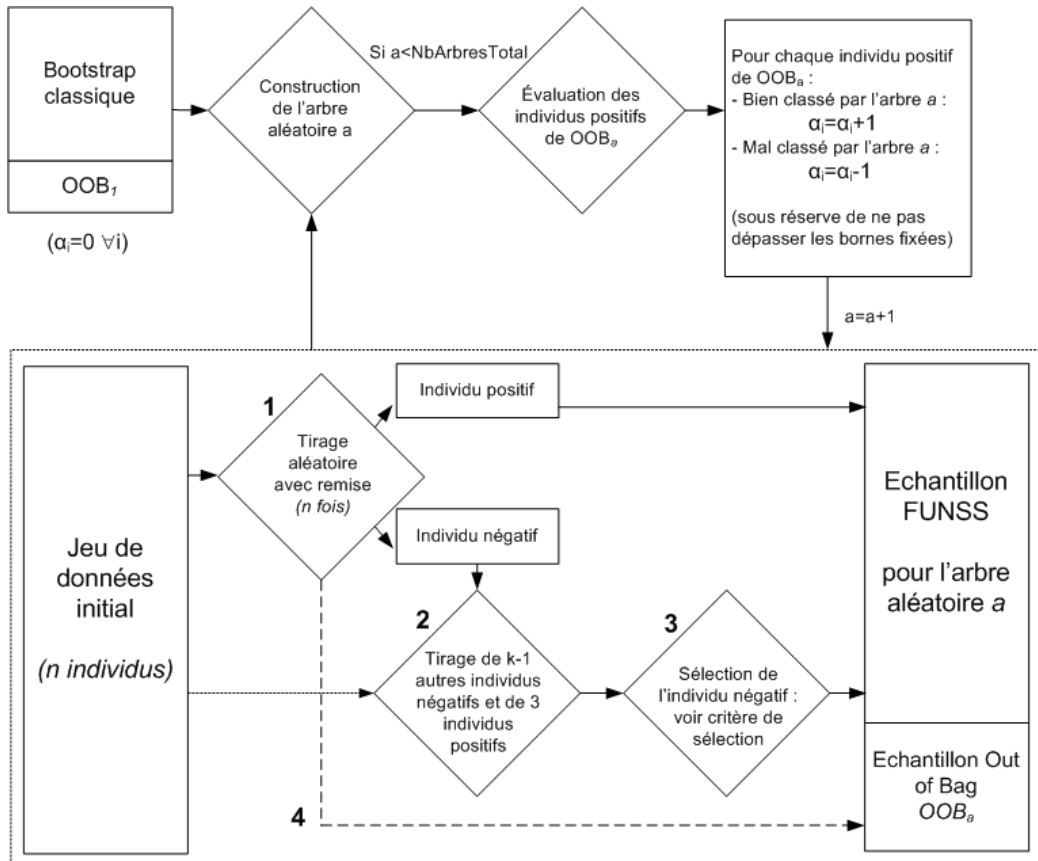 Bootstrap
classique
OOB₁
(αᵢ=0 ∀i)
Construction
de l'arbre
aléatoire a
Si a<NbArbresTotal
Évaluation des
individus positifs
de OOBₐ
Pour chaque individu positif
de OOBₐ :
- Bien classé par l'arbre a :
αᵢ=αᵢ+1
- Mal classé par l'arbre a :
αᵢ=αᵢ-1
(sous réserve de ne pas
dépasser les bornes fixées)
a=a+1
Jeu de
données
initial
(n individus)
1
Tirage
aléatoire
avec remise
(n fois)
Individu positif
Individu négatif
2
Tirage de k-1
autres individus
négatifs et de 3
individus
positifs
3
Sélection de
l'individu négatif :
voir critère de
sélection
4
Echantillon
FUNSS
pour l'arbre
aléatoire a
Echantillon Out
of Bag
OOBₐ